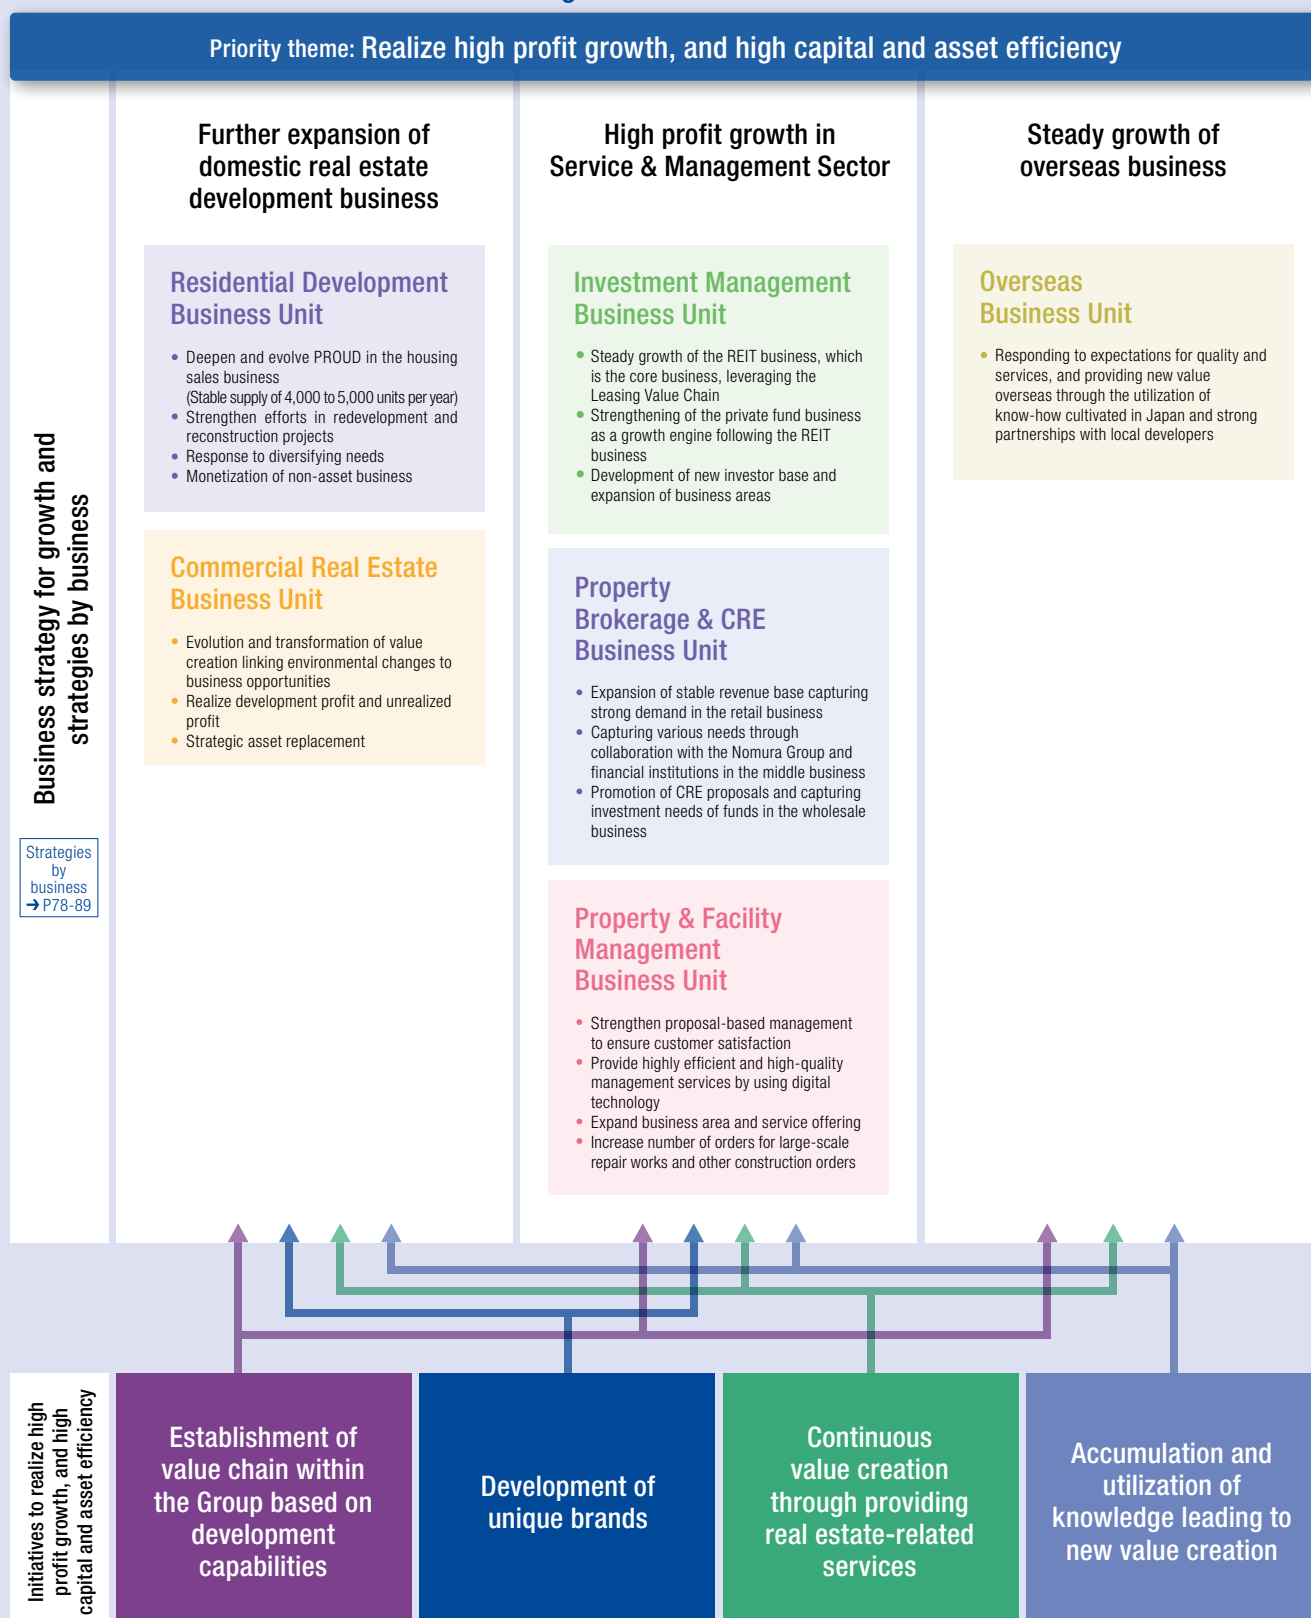 Priority theme: Realize high profit growth, and high capital and asset efficiency
Business strategy for growth and
strategies by business
Strategies
by
business
➔ P78-89
Further expansion of
domestic real estate
development business
Residential Development
Business Unit
• Deepen and evolve PROUD in the housing
sales business
(Stable supply of 4,000 to 5,000 units per year)
• Strengthen efforts in redevelopment and
reconstruction projects
• Response to diversifying needs
• Monetization of non-asset business
Commercial Real Estate
Business Unit
• Evolution and transformation of value
creation linking environmental changes to
business opportunities
• Realize development profit and unrealized
profit
• Strategic asset replacement
High profit growth in
Service & Management Sector
Investment Management
Business Unit
• Steady growth of the REIT business, which
is the core business, leveraging the
Leasing Value Chain
• Strengthening of the private fund business
as a growth engine following the REIT
business
• Development of new investor base and
expansion of business areas
Property
Brokerage & CRE
Business Unit
• Expansion of stable revenue base capturing
strong demand in the retail business
• Capturing various needs through
collaboration with the Nomura Group and
financial institutions in the middle business
• Promotion of CRE proposals and capturing
investment needs of funds in the wholesale
business
Property & Facility
Management
Business Unit
• Strengthen proposal-based management
to ensure customer satisfaction
• Provide highly efficient and high-quality
management services by using digital
technology
• Expand business area and service offering
• Increase number of orders for large-scale
repair works and other construction orders
Steady growth of
overseas business
Overseas
Business Unit
• Responding to expectations for quality and
services, and providing new value
overseas through the utilization of
know-how cultivated in Japan and strong
partnerships with local developers
Initiatives to realize high
profit growth, and high
capital and asset efficiency
Establishment of
value chain within
the Group based on
development
capabilities
Development of
unique brands
Continuous
value creation
through providing
real estate-related
services
Accumulation and
utilization of
knowledge leading to
new value creation